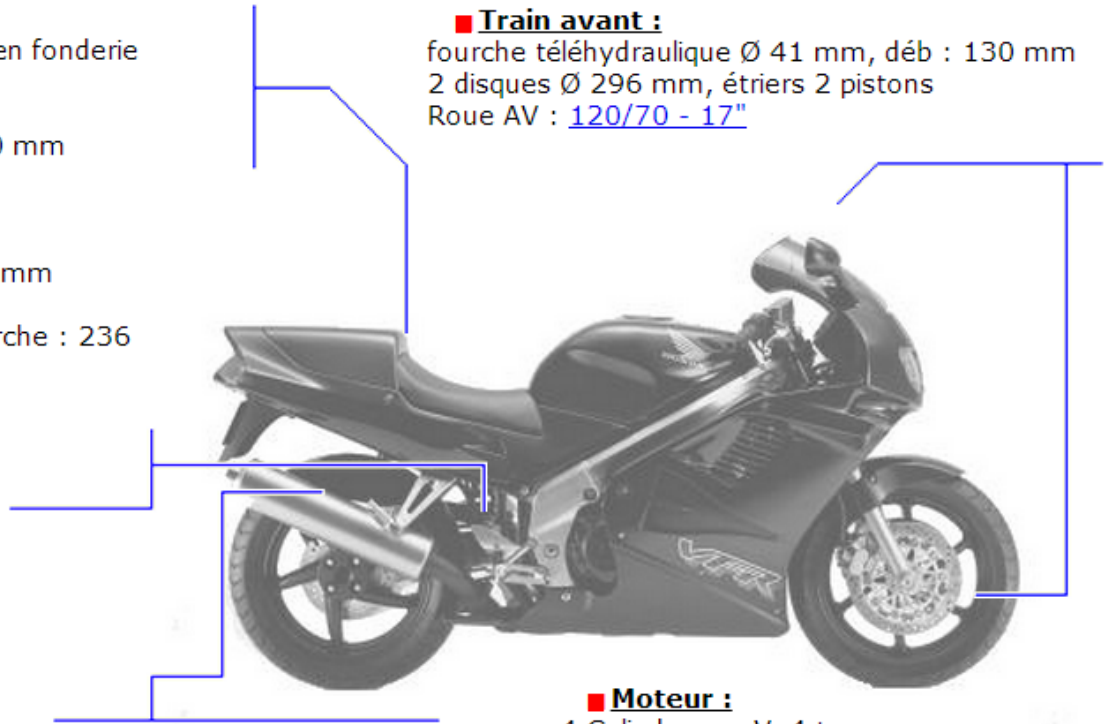 en fonderie
mm
mm
rche : 236
Train avant :
fourche téléhydraulique Ø 41 mm, déb : 130 mm
2 disques Ø 296 mm, étriers 2 pistons
Roue AV : 120/70 - 17"
HONDA
VFR
Moteur :